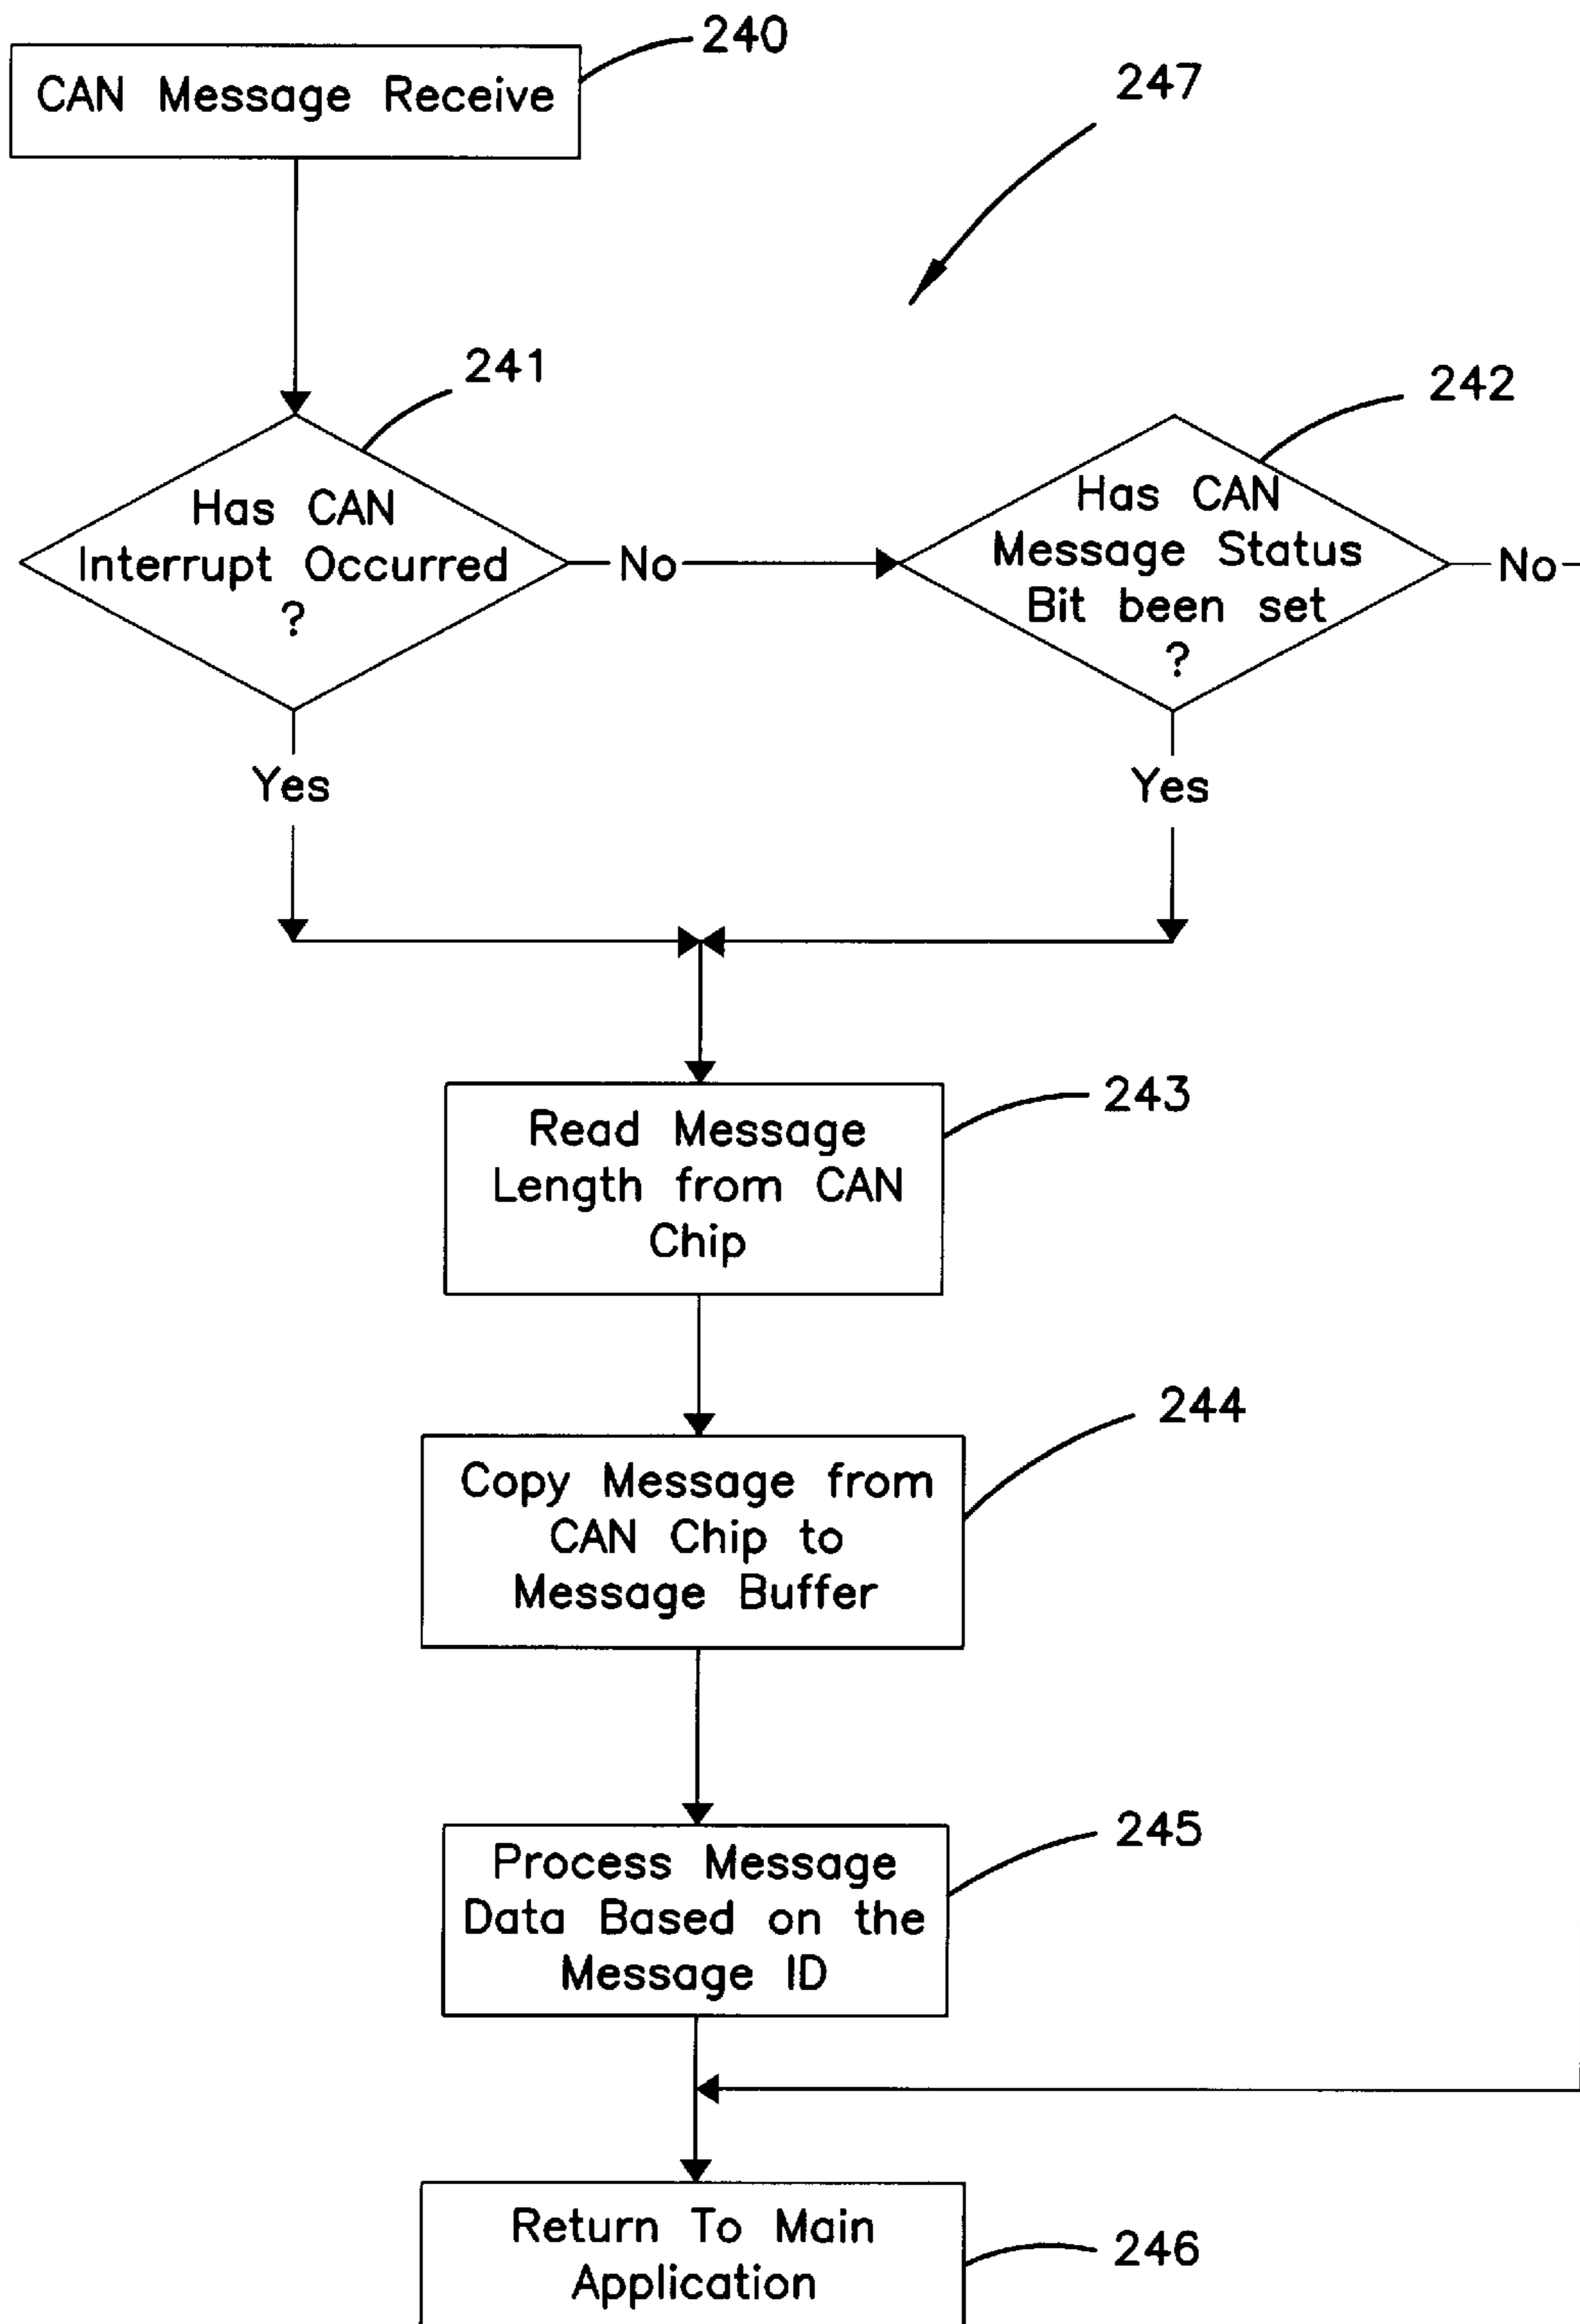 240
CAN Message Receive
247
241
242
Has CAN
Interrupt Occurred
?
No
Has CAN
Message Status
Bit been set
?
No
Yes
Yes
243
Read Message
Length from CAN
Chip
244
Copy Message from
CAN Chip to
Message Buffer
245
Process Message
Data Based on the
Message ID
Return To Main
Application
246